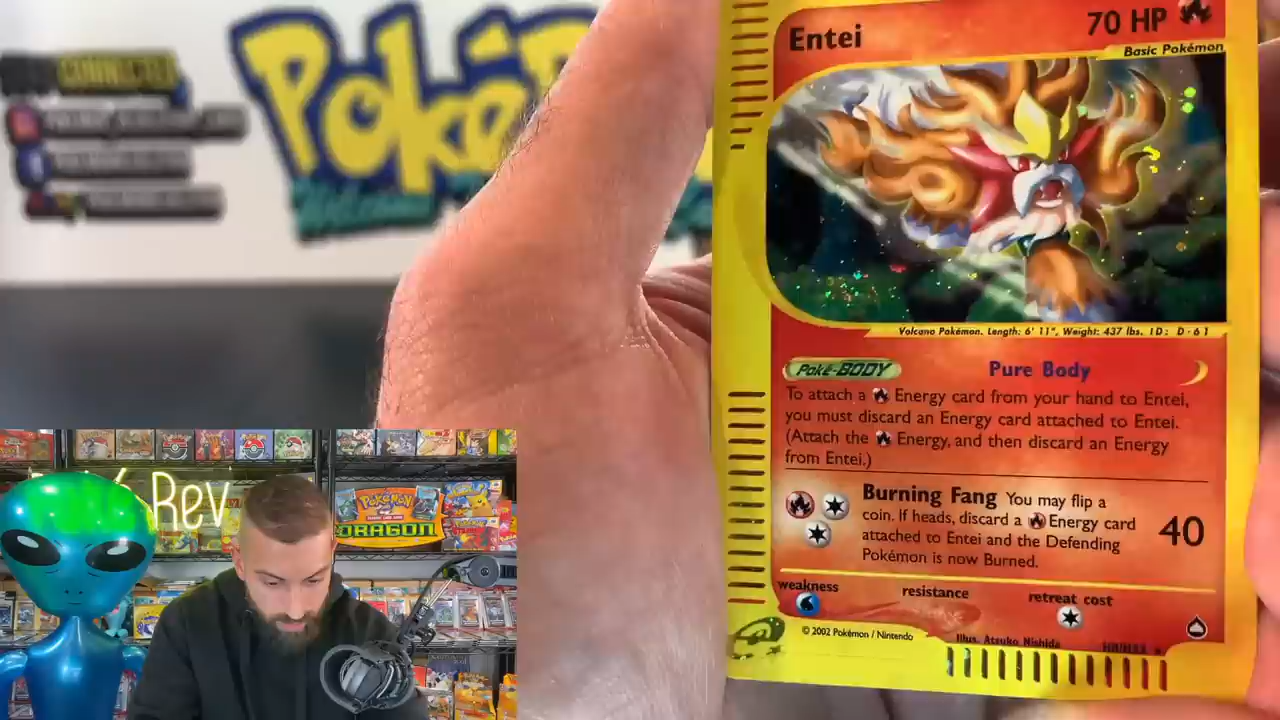 CONNECTED
Poké
Welcome
Entei
70 HP
Basic Pokémon
Volcano Pokémon. Length: 6' 11", Weight: 437 lbs. ID: D-61
Poké-BODY
Pure Body
To attach a Energy card from your hand to Entei,
you must discard an Energy card attached to Entei.
(Attach the Energy, and then discard an Energy
from Entei.)
Burning Fang You may flip a
coin. If heads, discard a Energy card
attached to Entei and the Defending
Pokémon is now Burned.
40
weakness
resistance
retreat cost
© 2002 Pokémon / Nintendo
Illus. Atsuko Nishida
Rev
POKéMON
DRAGON